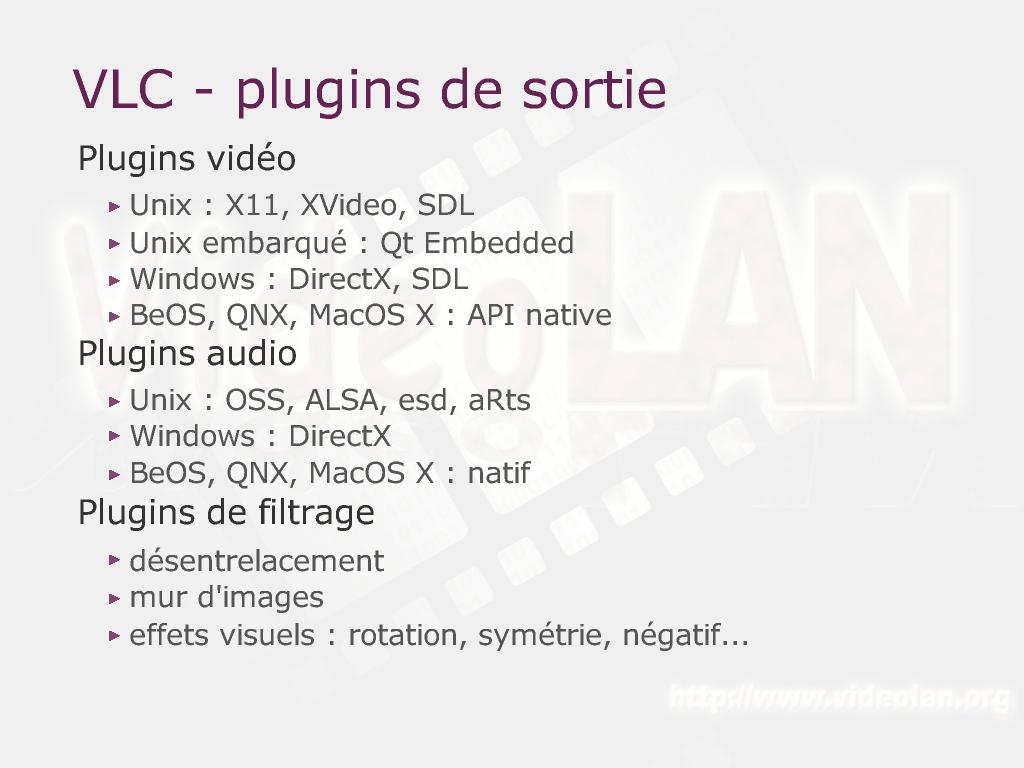 VLC - plugins de sortie
Plugins vidéo
Unix : X11, XVideo, SDL
Unix embarqué : Qt Embedded
Windows : DirectX, SDL
BeOS, QNX, MacOS X : API native
Plugins audio
Unix : OSS, ALSA, esd, aRts
Windows : DirectX
BeOS, QNX, MacOS X : natif
Plugins de filtrage
désentrelacement
mur d'images
effets visuels : rotation, symétrie, négatif...
VideoLAN
http://www.videolan.org